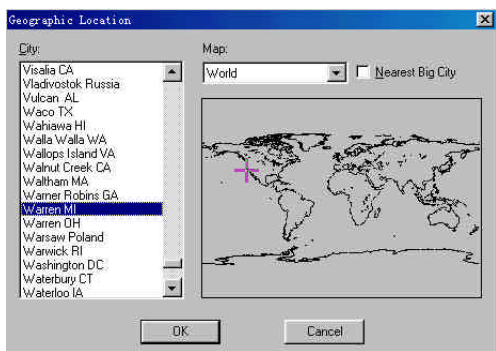 Geographic Location
City:
Map:
World
Nearest Big City
Visalia CA
Vladivostok Russia
Vulcan AL
Waco TX
Wahiawa HI
Walla Walla WA
Wallops Island VA
Walnut Creek CA
Waltham MA
Warner Robins GA
Warren MI
Warren OH
Warsaw Poland
Warwick RI
Washington DC
Waterbury CT
Waterloo IA
OK
Cancel